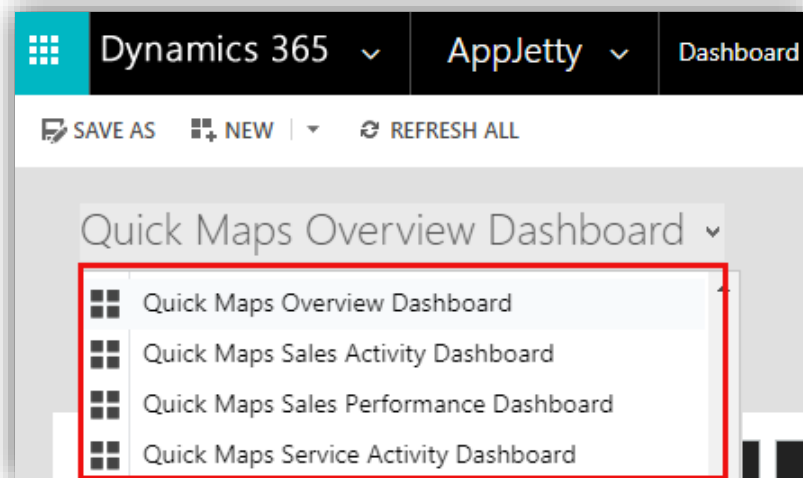 Dynamics 365 AppJetty Dashboard
SAVE AS NEW REFRESH ALL
Quick Maps Overview Dashboard
Quick Maps Overview Dashboard
Quick Maps Sales Activity Dashboard
Quick Maps Sales Performance Dashboard
Quick Maps Service Activity Dashboard